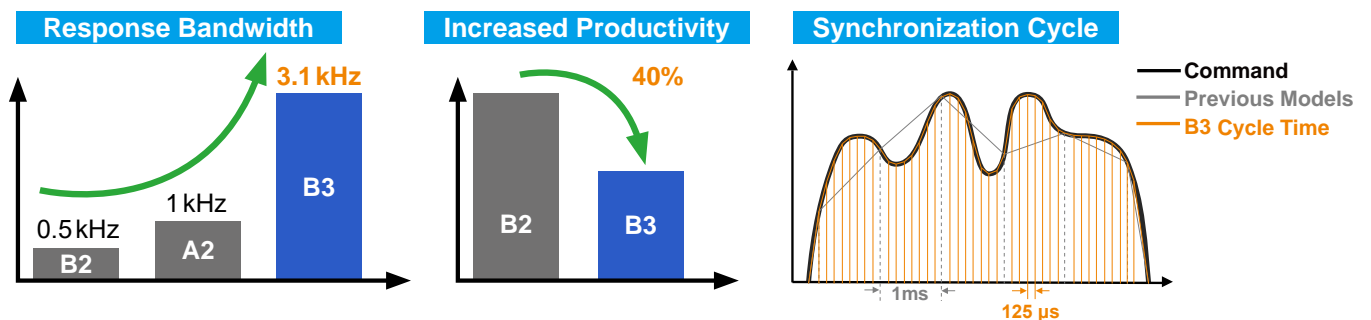 Response Bandwidth
3.1 kHz
B3
1 kHz
A2
0.5 kHz
B2
Increased Productivity
40%
B2
B3
Synchronization Cycle
Command
Previous Models
B3 Cycle Time
1ms
125 µs